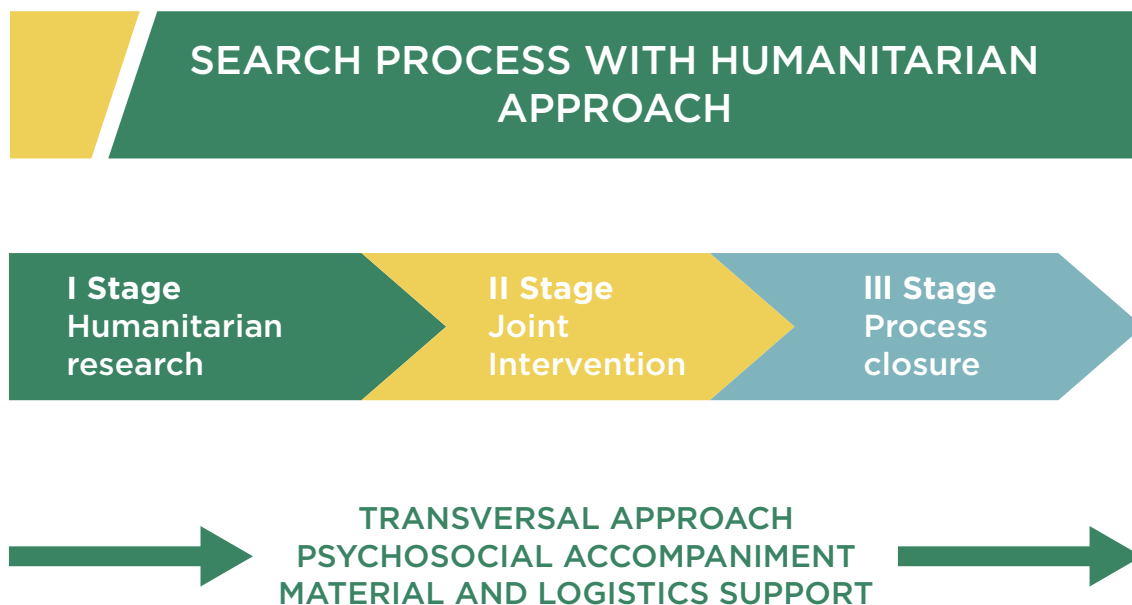 SEARCH PROCESS WITH HUMANITARIAN
APPROACH
I Stage
Humanitarian
research
II Stage
Joint
Intervention
III Stage
Process
closure
TRANSVERSAL APPROACH
PSYCHOSOCIAL ACCOMPANIMENT
MATERIAL AND LOGISTICS SUPPORT